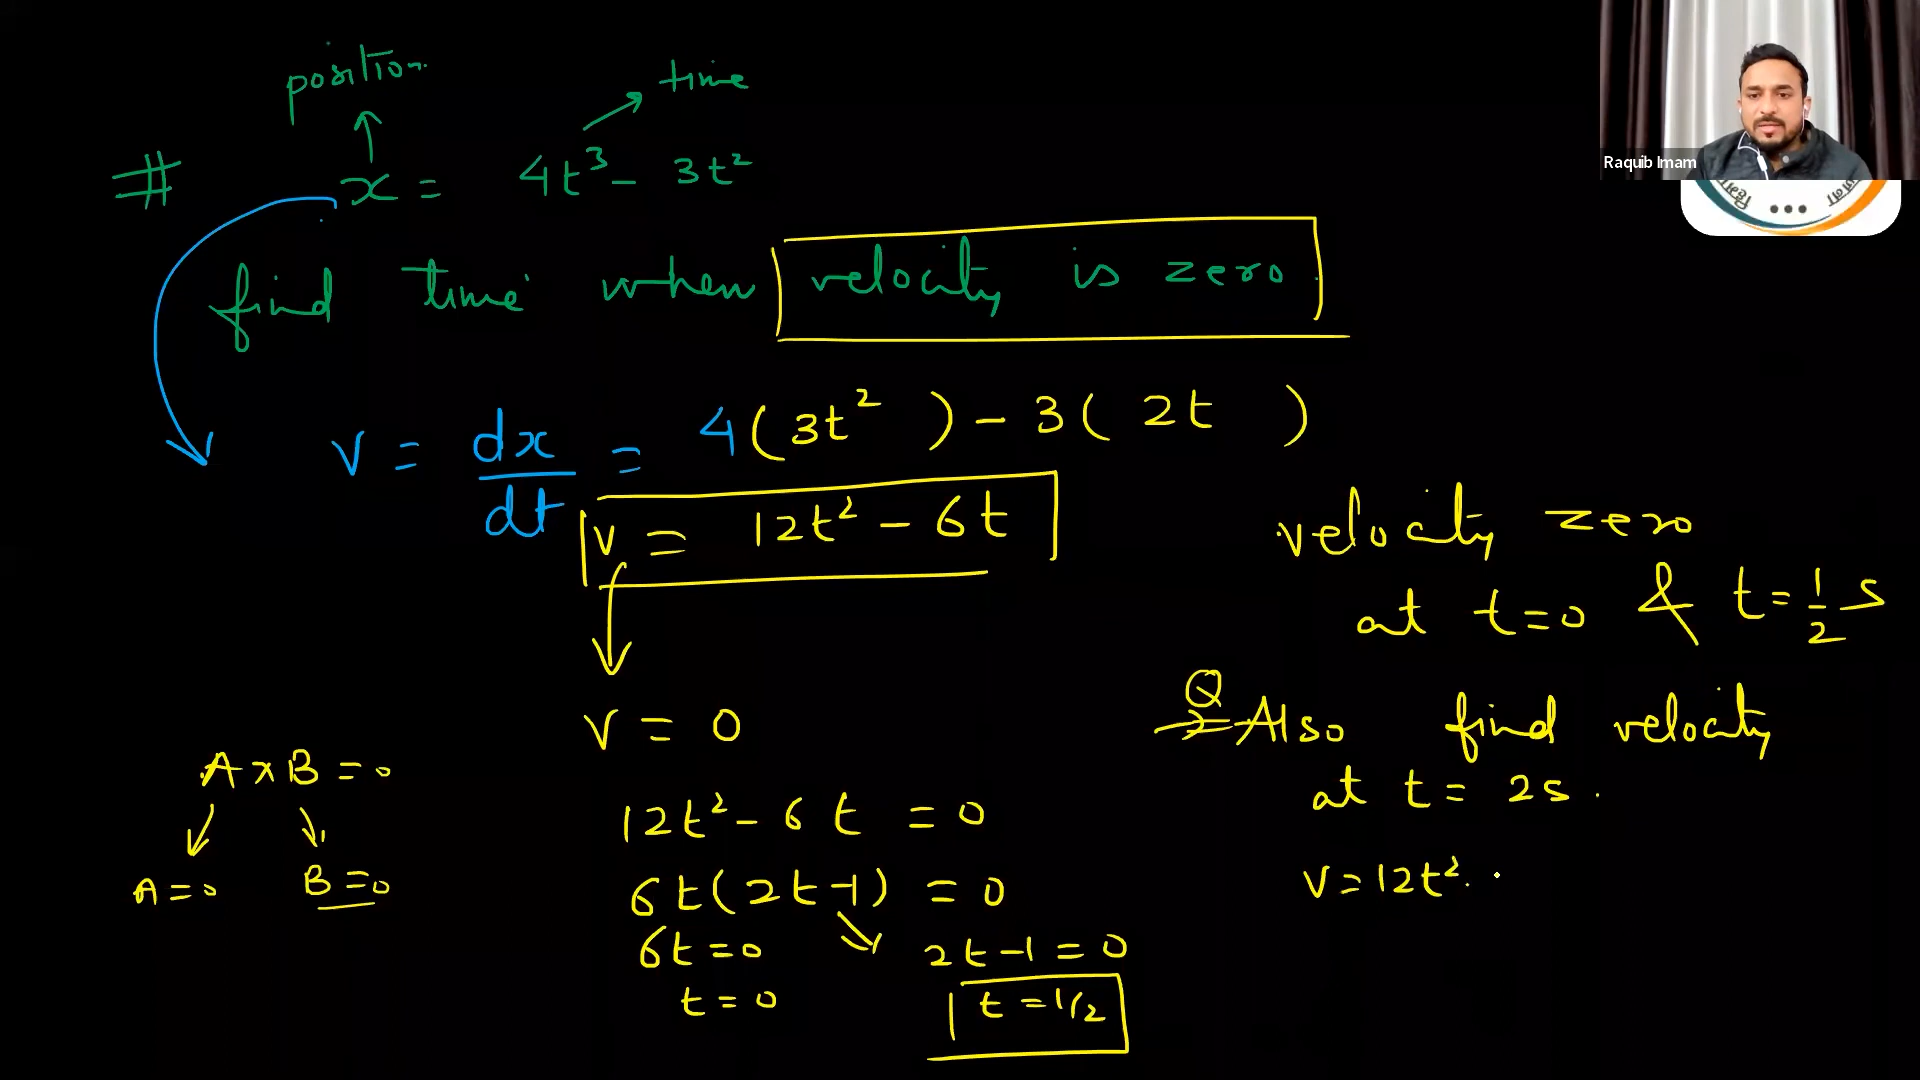 position
time
# x = 4t³ - 3t²
find time when velocity is zero.
v = dx/dt = 4(3t²) - 3(2t)
v = 12t² - 6t
v = 0
12t² - 6t = 0
6t(2t-1) = 0
6t=0 2t-1=0
t=0 t=1/2
A×B=0
A=0 B=0
velocity zero
at t=0 & t=1/2 s
Q Also find velocity
at t= 2s.
v=12t²
Raquib Imam